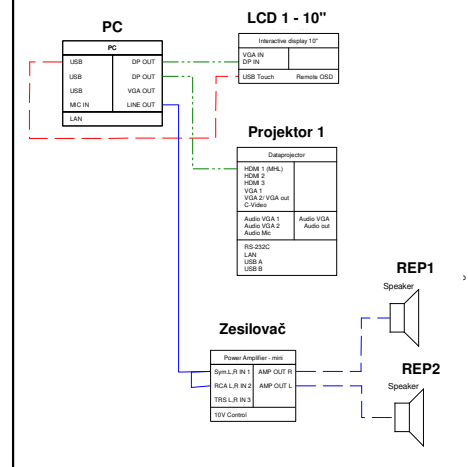 PC
PC
USB DP OUT
USB DP OUT
USB VGA OUT
MIC IN LINE OUT
LAN
LCD 1 - 10"
Interactive display 10"
VGA IN
DP IN
USB Touch Remote OSD
Projektor 1
Dataprojector
HDMI 1 (MHL)
HDMI 2
HDMI 3
VGA 1
VGA 2/ VGA out
C-Video
Audio VGA 1 Audio VGA
Audio VGA 2 Audio out
Audio Mic
RS-232C
LAN
USB A
USB B
REP1
Speaker
Zesilovač
Power Amplifier - mini
Sym.L,R IN 1 AMP OUT R
RCA L,R IN 2 AMP OUT L
TRS L,R IN 3
10V Control
REP2
Speaker